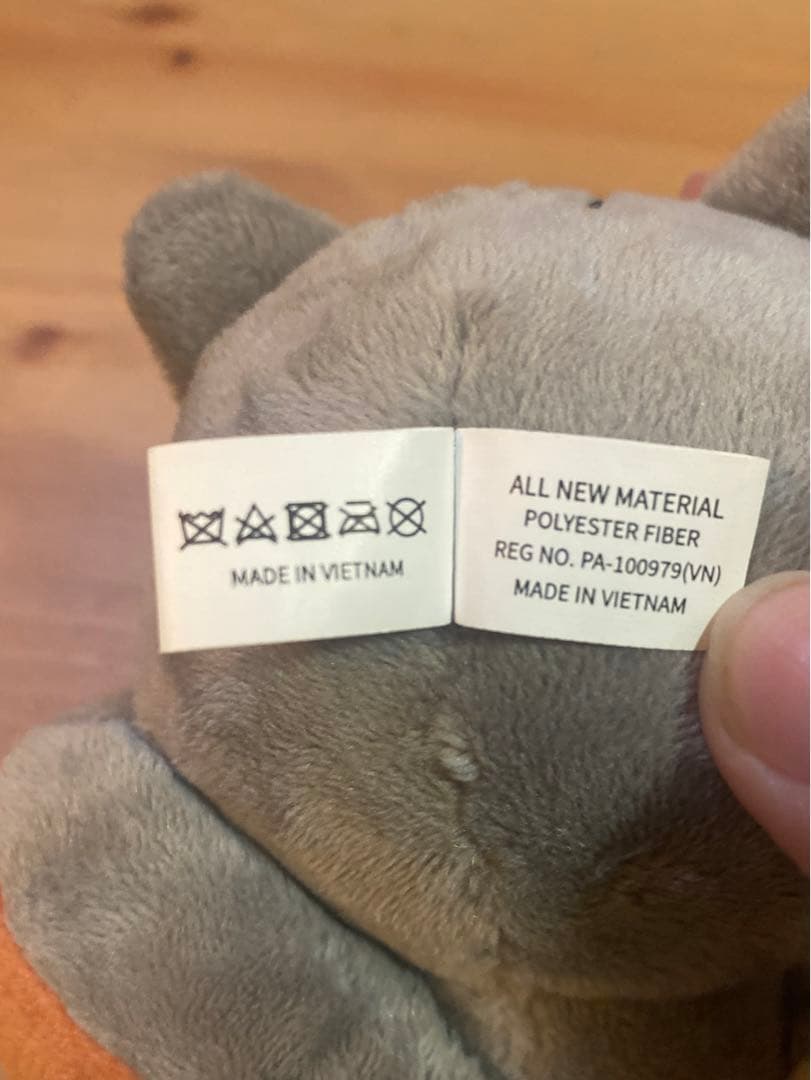 MADE IN VIETNAM
ALL NEW MATERIAL
POLYESTER FIBER
REG NO. PA-100979(VN)
MADE IN VIETNAM